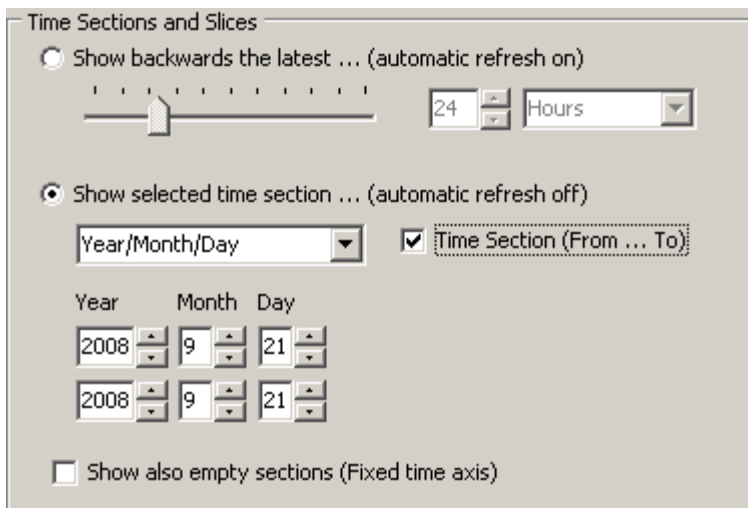 Time Sections and Slices
Show backwards the latest ... (automatic refresh on)
24 Hours
Show selected time section ... (automatic refresh off)
Year/Month/Day Time Section (From ... To)
Year Month Day
2008 9 21
2008 9 21
Show also empty sections (Fixed time axis)